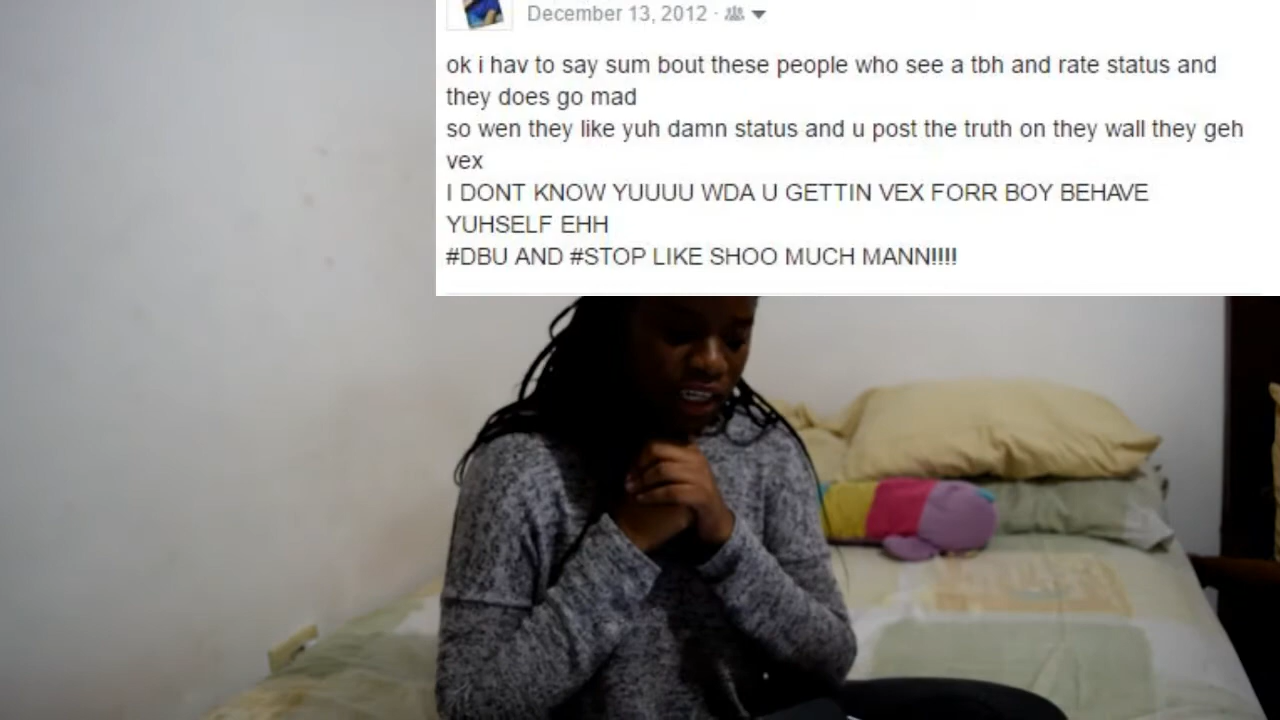 December 13, 2012 ·
ok i hav to say sum bout these people who see a tbh and rate status and
they does go mad
so wen they like yuh damn status and u post the truth on they wall they geh
vex
I DONT KNOW YUUUU WDA U GETTIN VEX FORR BOY BEHAVE
YUHSELF EHH
#DBU AND #STOP LIKE SHOO MUCH MANN!!!!